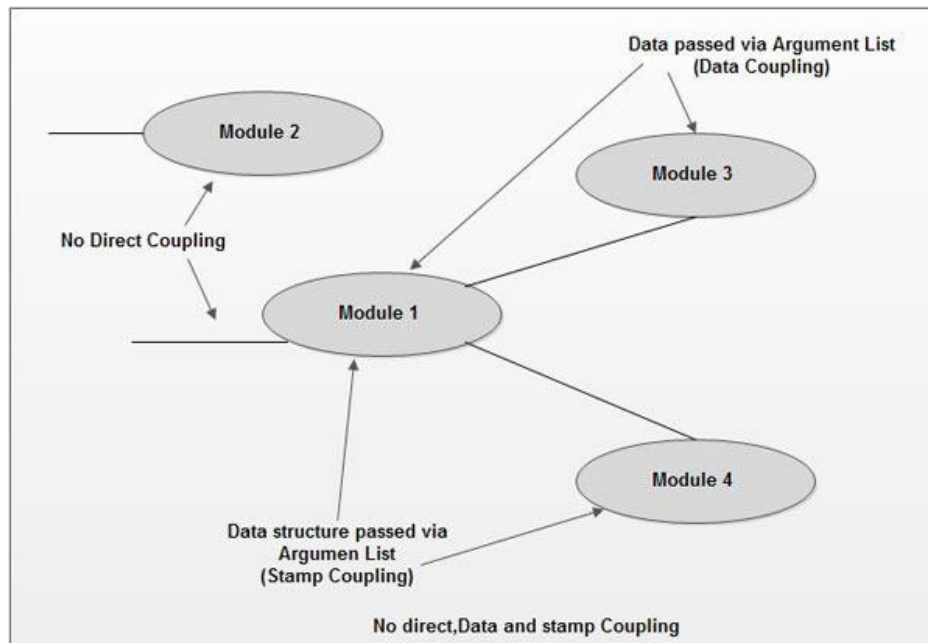 Data passed via Argument List
(Data Coupling)
Module 2
Module 3
No Direct Coupling
Module 1
Module 4
Data structure passed via
Argumen List
(Stamp Coupling)
No direct,Data and stamp Coupling